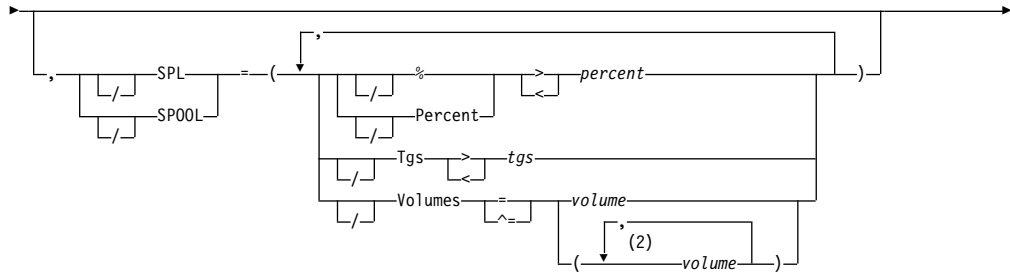 ,
, / SPL = ( / % > percent )
/ SPOOL / Percent <
/ Tgs > tgs
<
/ Volumes = volume
^=
,
(2)
( volume )